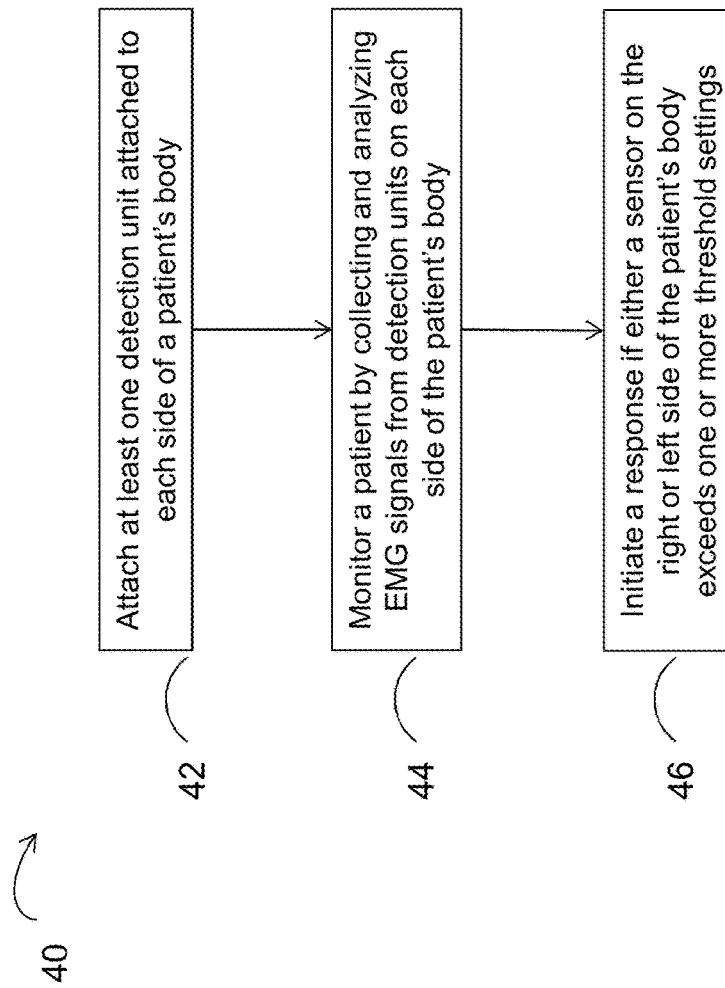 40
42
Attach at least one detection unit attached to
each side of a patient's body
44
Monitor a patient by collecting and analyzing
EMG signals from detection units on each
side of the patient's body
46
Initiate a response if either a sensor on the
right or left side of the patient's body
exceeds one or more threshold settings